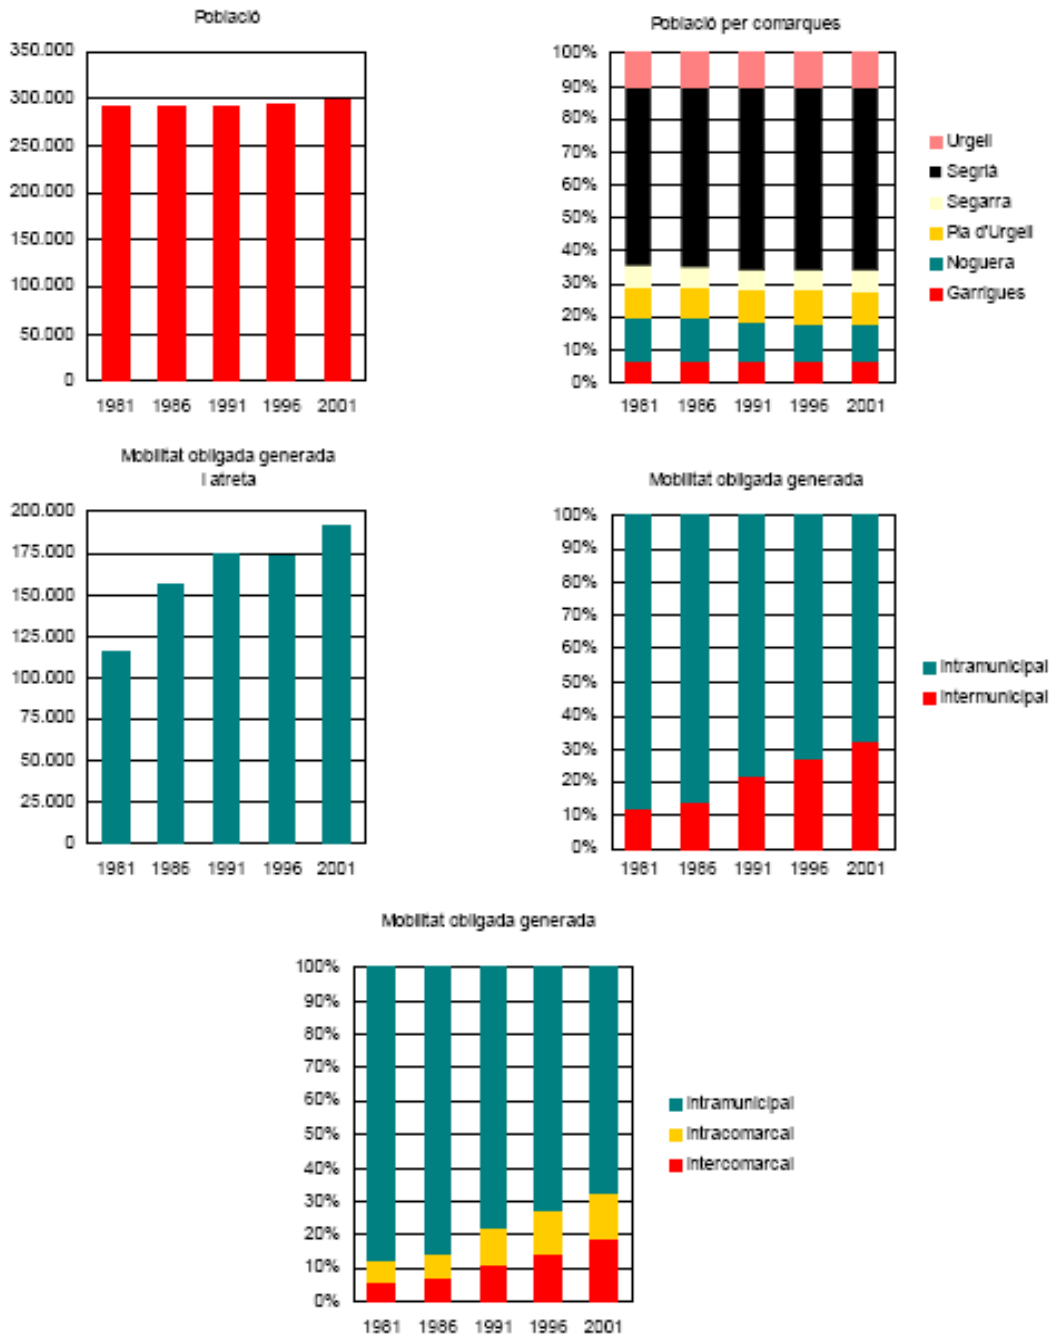 Població
350.000
300.000
250.000
200.000
150.000
100.000
50.000
0
1981 1986 1991 1996 2001
Població per comarques
100%
90%
80%
70%
60%
50%
40%
30%
20%
10%
0%
1981 1986 1991 1996 2001
Urgell
Segrià
Segarra
Pla d'Urgell
Noguera
Garrigues
Mobilitat obligada generada
i atreta
200.000
175.000
150.000
125.000
100.000
75.000
50.000
25.000
0
1981 1986 1991 1996 2001
Mobilitat obligada generada
100%
90%
80%
70%
60%
50%
40%
30%
20%
10%
0%
1981 1986 1991 1996 2001
Intramunicipal
Intermunicipal
Mobilitat obligada generada
100%
90%
80%
70%
60%
50%
40%
30%
20%
10%
0%
1981 1986 1991 1996 2001
Intramunicipal
Intracomarcal
Intercomarcal